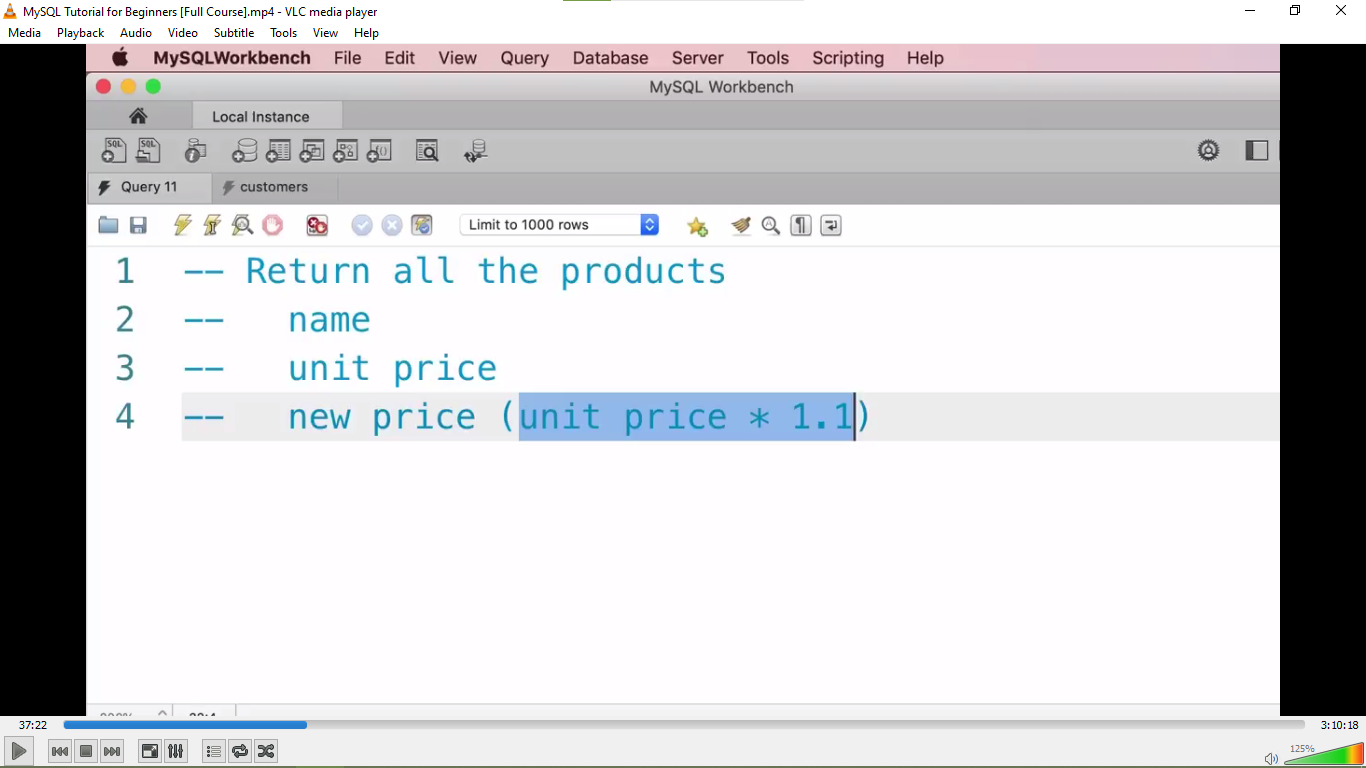 MySQL Tutorial for Beginners [Full Course].mp4 - VLC media player
Media Playback Audio Video Subtitle Tools View Help
MySQLWorkbench File Edit View Query Database Server Tools Scripting Help
MySQL Workbench
Local Instance
SQL SQL
Query 11 customers
Limit to 1000 rows
1 -- Return all the products
2 -- name
3 -- unit price
4 -- new price (unit price * 1.1)
37:22 3:10:18
125%